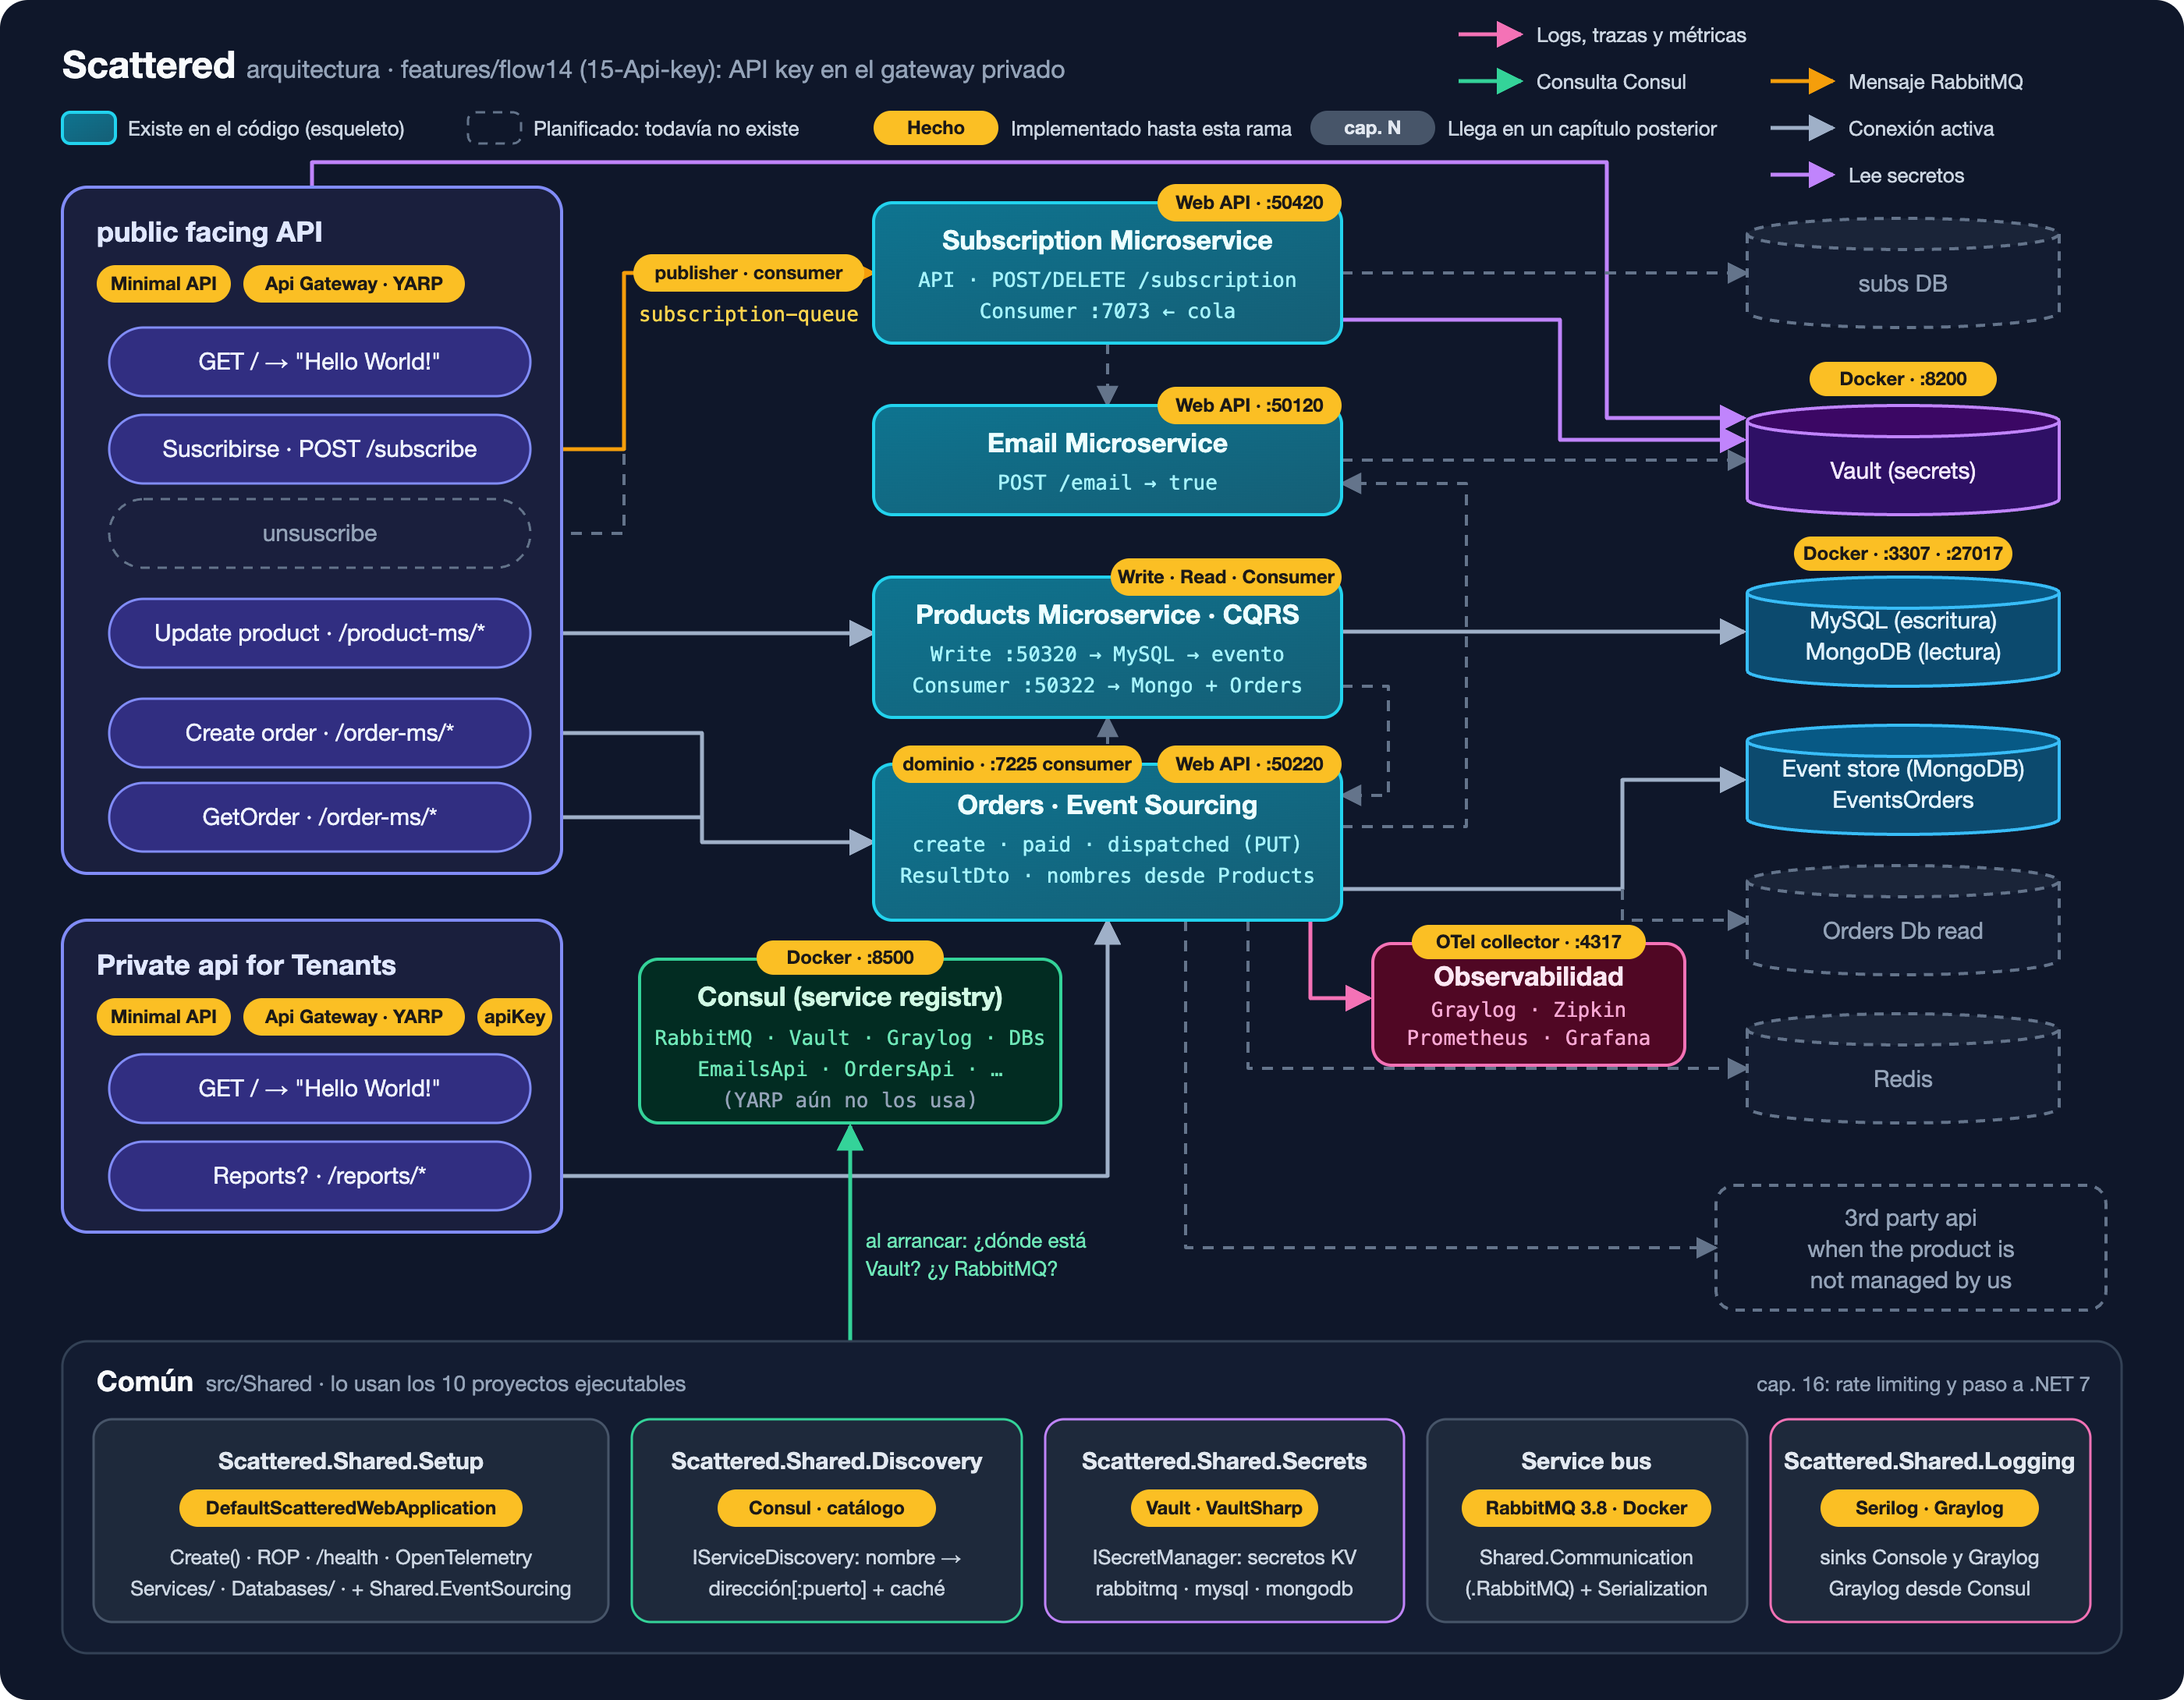 Scattered arquitectura · features/flow14 (15-Api-key): API key en el gateway privado
Logs, trazas y métricas
Consulta Consul
Mensaje RabbitMQ
Existe en el código (esqueleto)
Planificado: todavía no existe
Hecho
Implementado hasta esta rama
cap. N
Llega en un capítulo posterior
Conexión activa
Lee secretos
public facing API
Minimal API
Api Gateway · YARP
GET / → "Hello World!"
Suscribirse · POST /subscribe
unsuscribe
Update product · /product-ms/*
Create order · /order-ms/*
GetOrder · /order-ms/*
publisher · consumer
subscription-queue
Web API · :50420
Subscription Microservice
API · POST/DELETE /subscription
Consumer :7073 ← cola
Web API · :50120
Email Microservice
POST /email → true
Write · Read · Consumer
Products Microservice · CQRS
Write :50320 → MySQL → evento
Consumer :50322 → Mongo + Orders
dominio · :7225 consumer
Web API · :50220
Orders · Event Sourcing
create · paid · dispatched (PUT)
ResultDto · nombres desde Products
subs DB
Docker · :8200
Vault (secrets)
Docker · :3307 · :27017
MySQL (escritura)
MongoDB (lectura)
Event store (MongoDB)
EventsOrders
Orders Db read
Redis
3rd party api
when the product is
not managed by us
Private api for Tenants
Minimal API
Api Gateway · YARP
apiKey
GET / → "Hello World!"
Reports? · /reports/*
Docker · :8500
Consul (service registry)
RabbitMQ · Vault · Graylog · DBs
EmailsApi · OrdersApi · …
(YARP aún no los usa)
OTel collector · :4317
Observabilidad
Graylog · Zipkin
Prometheus · Grafana
al arrancar: ¿dónde está
Vault? ¿y RabbitMQ?
Común src/Shared · lo usan los 10 proyectos ejecutables
cap. 16: rate limiting y paso a .NET 7
Scattered.Shared.Setup
DefaultScatteredWebApplication
Create() · ROP · /health · OpenTelemetry
Services/ · Databases/ · + Shared.EventSourcing
Scattered.Shared.Discovery
Consul · catálogo
IServiceDiscovery: nombre →
dirección[:puerto] + caché
Scattered.Shared.Secrets
Vault · VaultSharp
ISecretManager: secretos KV
rabbitmq · mysql · mongodb
Service bus
RabbitMQ 3.8 · Docker
Shared.Communication
(.RabbitMQ) + Serialization
Scattered.Shared.Logging
Serilog · Graylog
sinks Console y Graylog
Graylog desde Consul